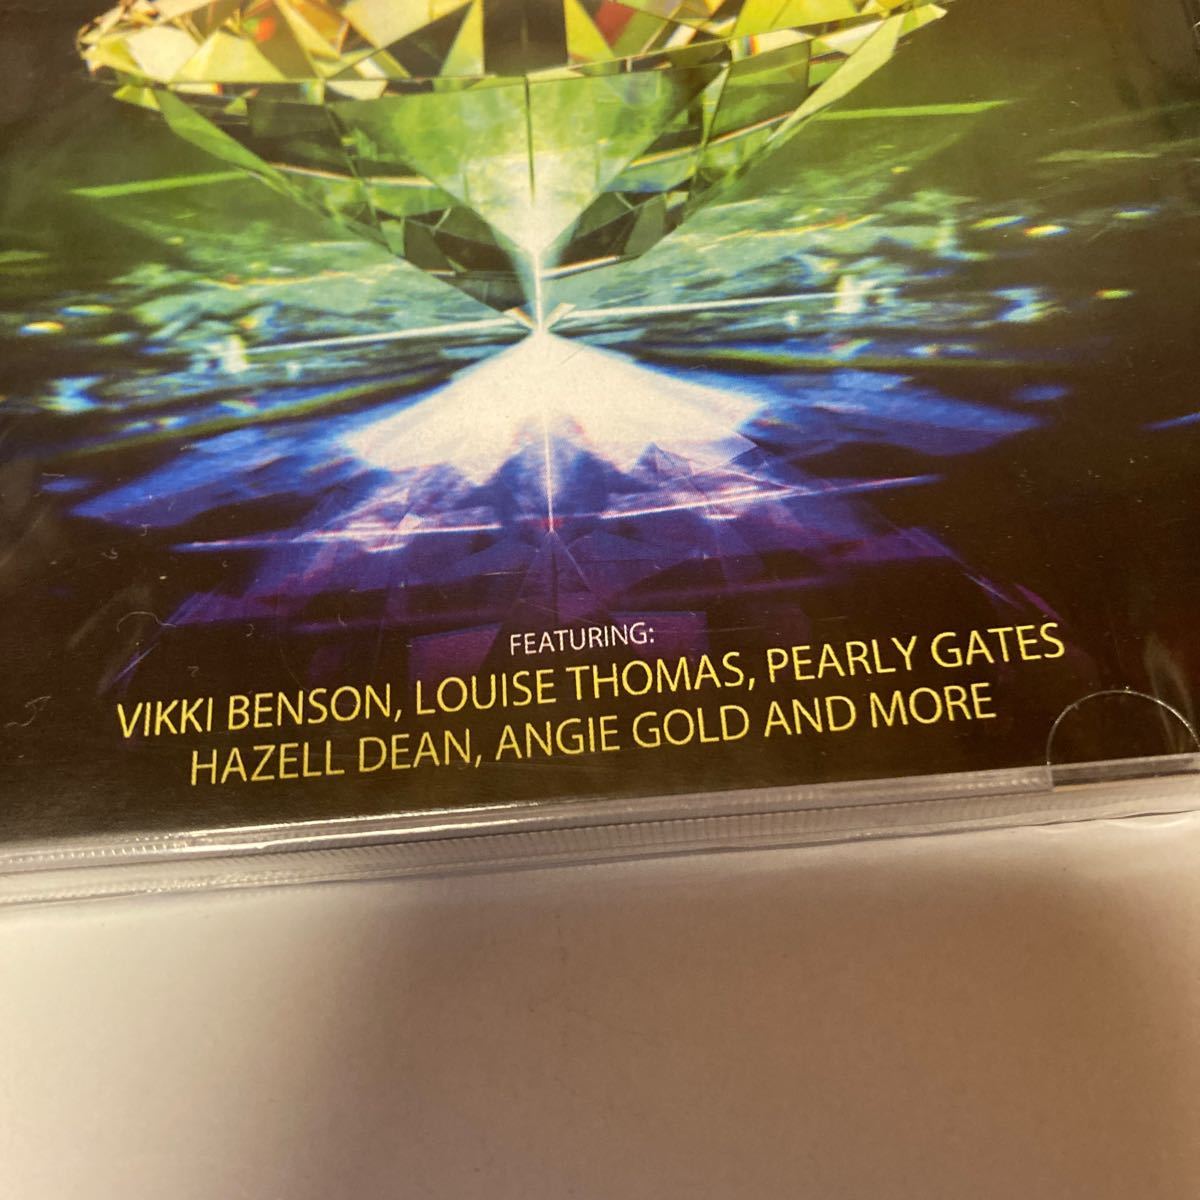 FEATURING:
VIKKI BENSON, LOUISE THOMAS, PEARLY GATES
HAZELL DEAN, ANGIE GOLD AND MORE